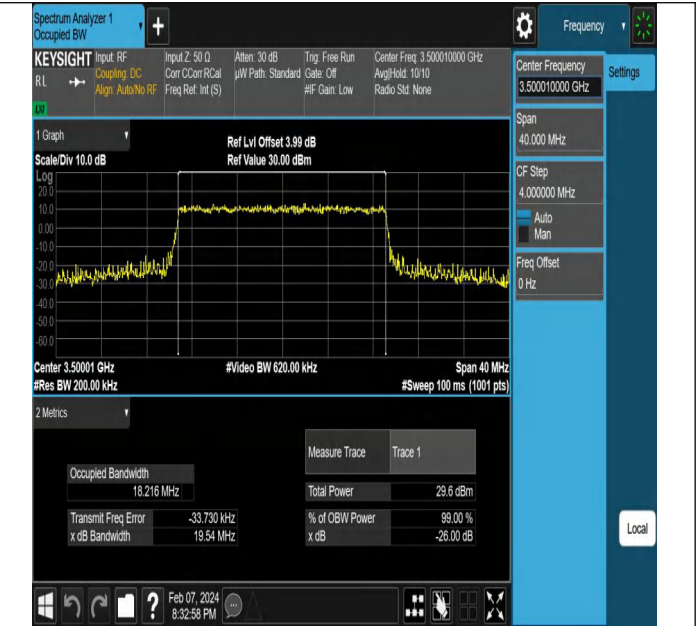 Spectrum Analyzer 1
Occupied BW
Frequency
KEYSIGHT
Input: RF
Input Z: 50 Ω
Atten: 30 dB
Trig: Free Run
Center Freq: 3.500010000 GHz
RL
Coupling: DC
Corr CCorr RCal
µW Path: Standard
Gate: Off
Avg|Hold: 10/10
Align: Auto/No RF
Freq Ref: Int (S)
#IF Gain: Low
Radio Std: None
Center Frequency
3.500010000 GHz
Settings
Span
40.000 MHz
CF Step
4.000000 MHz
Auto
Man
Freq Offset
0 Hz
1 Graph
Ref Lvl Offset 3.99 dB
Scale/Div 10.0 dB
Ref Value 30.00 dBm
Log
20.0
10.0
0.00
-10.0
-20.0
-30.0
-40.0
-50.0
-60.0
Center 3.50001 GHz
#Video BW 620.00 kHz
Span 40 MHz
#Res BW 200.00 kHz
#Sweep 100 ms (1001 pts)
2 Metrics
Measure Trace
Trace 1
Occupied Bandwidth
18.216 MHz
Total Power
29.6 dBm
Transmit Freq Error
-33.730 kHz
% of OBW Power
99.00 %
x dB Bandwidth
19.54 MHz
x dB
-26.00 dB
Local
?
Feb 07, 2024
8:32:58 PM